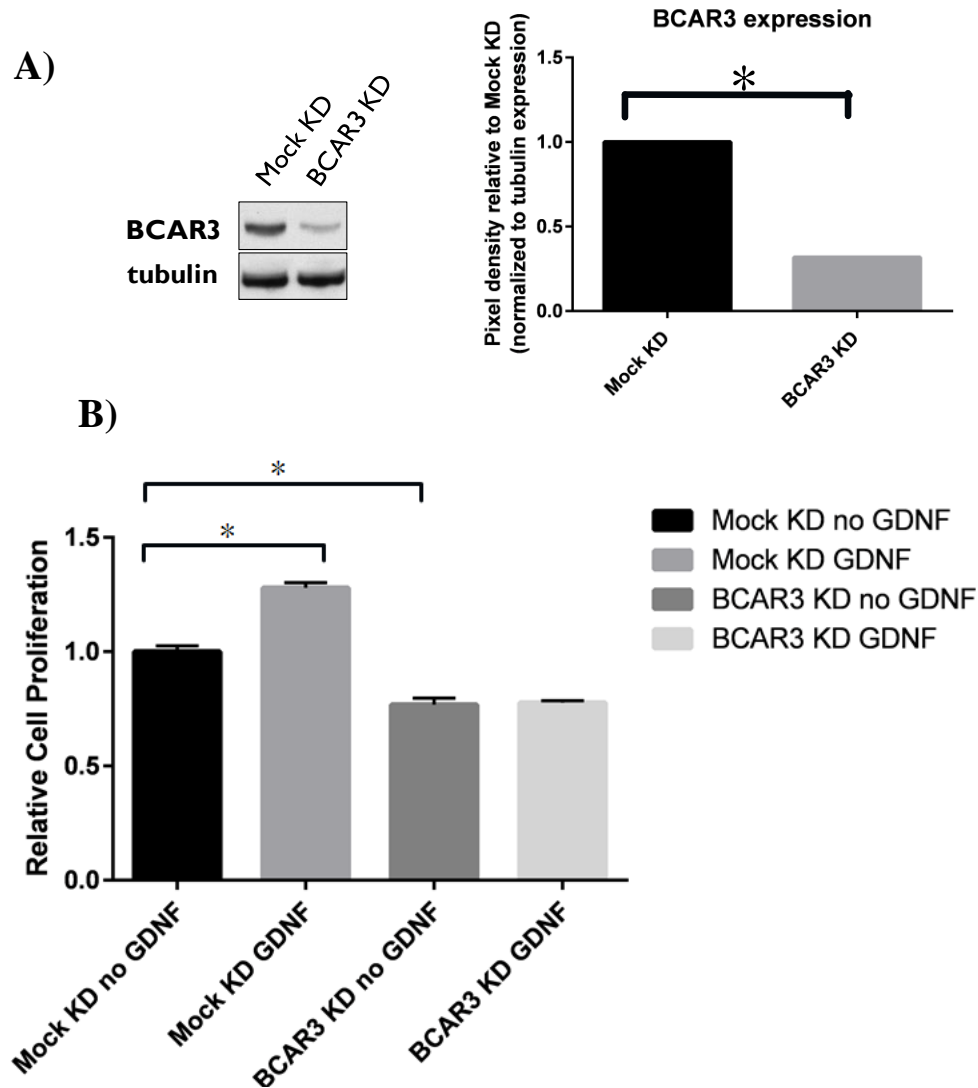 A)
Mock KD
BCAR3 KD
BCAR3
tubulin
BCAR3 expression
Pixel density relative to Mock KD
(normalized to tubulin expression)
1.5
1.0
0.5
0.0
*
Mock KD
BCAR3 KD
B)
Relative Cell Proliferation
1.5
1.0
0.5
0.0
*
*
Mock KD no GDNF
Mock KD GDNF
BCAR3 KD no GDNF
BCAR3 KD GDNF
Mock KD no GDNF
Mock KD GDNF
BCAR3 KD no GDNF
BCAR3 KD GDNF